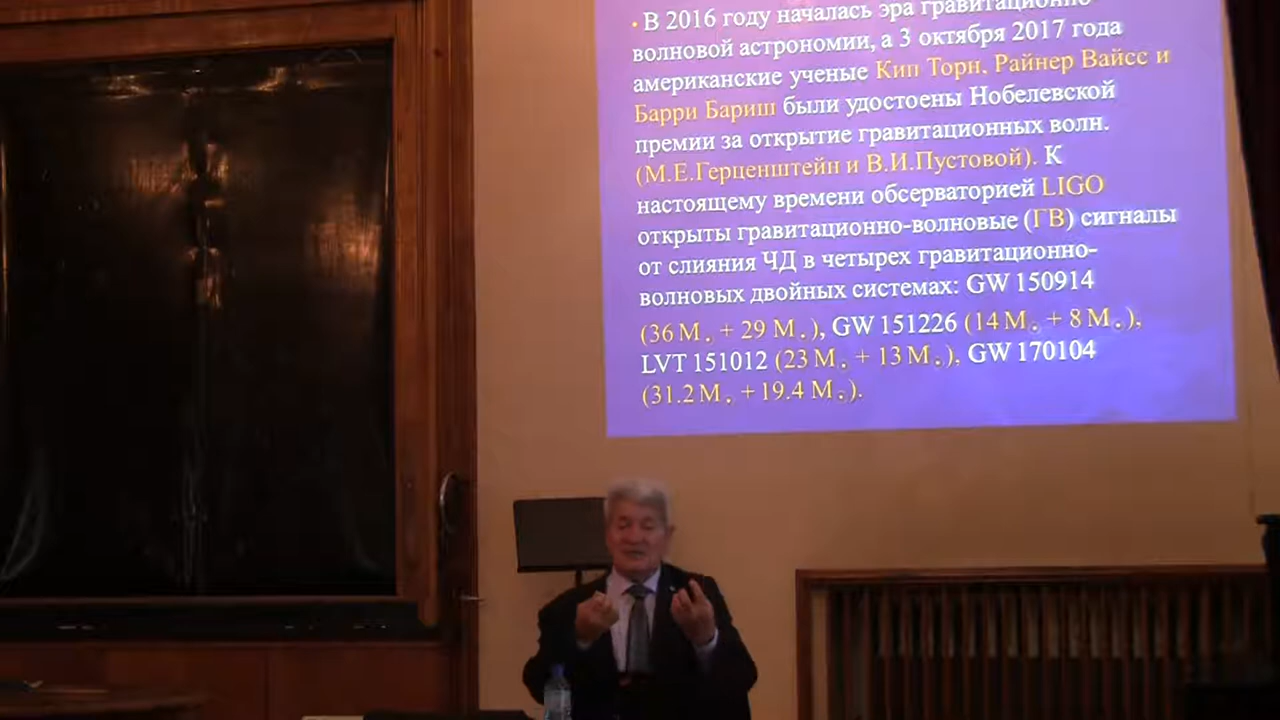 • В 2016 году началась эра гравитационно-
волновой астрономии, а 3 октября 2017 года
американские ученые Кип Торн, Райнер Вайсс и
Барри Бариш были удостоены Нобелевской
премии за открытие гравитационных волн.
(М.Е.Герценштейн и В.И.Пустовой). К
настоящему времени обсерваторией LIGO
открыты гравитационно-волновые (ГВ) сигналы
от слияния ЧД в четырех гравитационно-
волновых двойных системах: GW 150914
(36 M. + 29 M.), GW 151226 (14 M. + 8 M.),
LVT 151012 (23 M. + 13 M.), GW 170104
(31.2 M. + 19.4 M.).